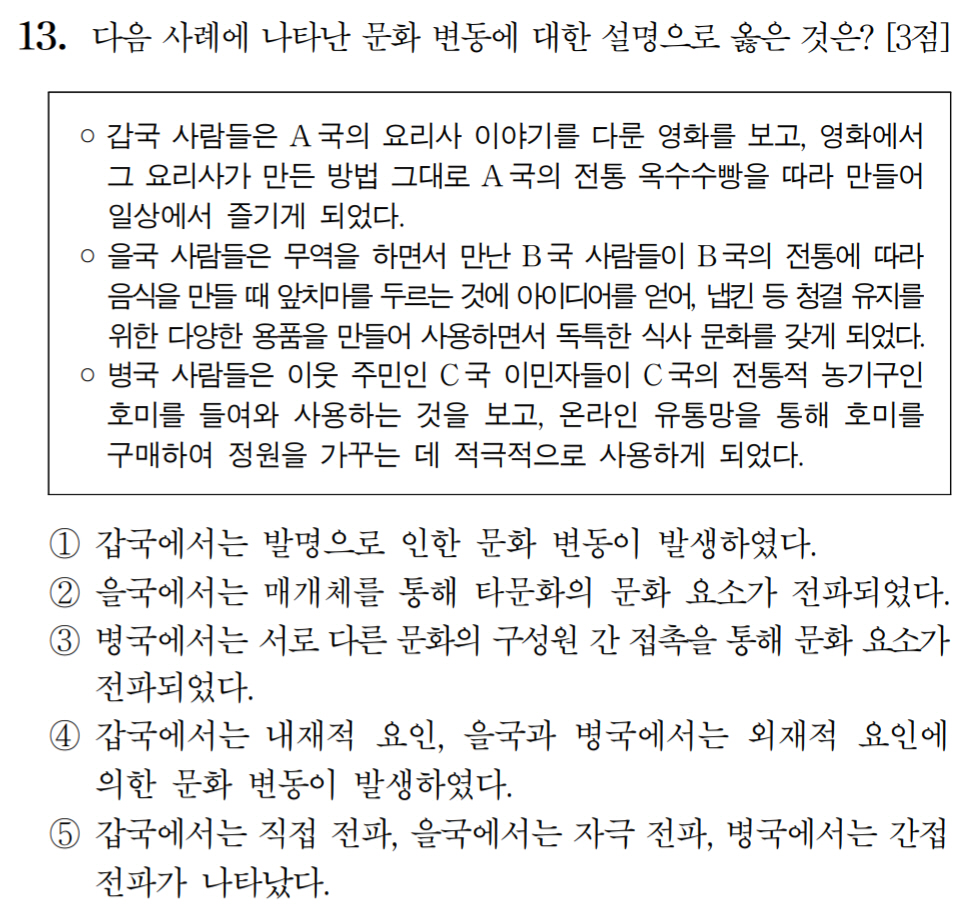 13. 다음 사례에 나타난 문화 변동에 대한 설명으로 옳은 것은? [3점]
○ 갑국 사람들은 A국의 요리사 이야기를 다룬 영화를 보고, 영화에서
그 요리사가 만든 방법 그대로 A국의 전통 옥수수빵을 따라 만들어
일상에서 즐기게 되었다.
○ 을국 사람들은 무역을 하면서 만난 B국 사람들이 B국의 전통에 따라
음식을 만들 때 앞치마를 두르는 것에 아이디어를 얻어, 냅킨 등 청결 유지를
위한 다양한 용품을 만들어 사용하면서 독특한 식사 문화를 갖게 되었다.
○ 병국 사람들은 이웃 주민인 C국 이민자들이 C국의 전통적 농기구인
호미를 들여와 사용하는 것을 보고, 온라인 유통망을 통해 호미를
구매하여 정원을 가꾸는 데 적극적으로 사용하게 되었다.
① 갑국에서는 발명으로 인한 문화 변동이 발생하였다.
② 을국에서는 매개체를 통해 타문화의 문화 요소가 전파되었다.
③ 병국에서는 서로 다른 문화의 구성원 간 접촉을 통해 문화 요소가
전파되었다.
④ 갑국에서는 내재적 요인, 을국과 병국에서는 외재적 요인에
의한 문화 변동이 발생하였다.
⑤ 갑국에서는 직접 전파, 을국에서는 자극 전파, 병국에서는 간접
전파가 나타났다.